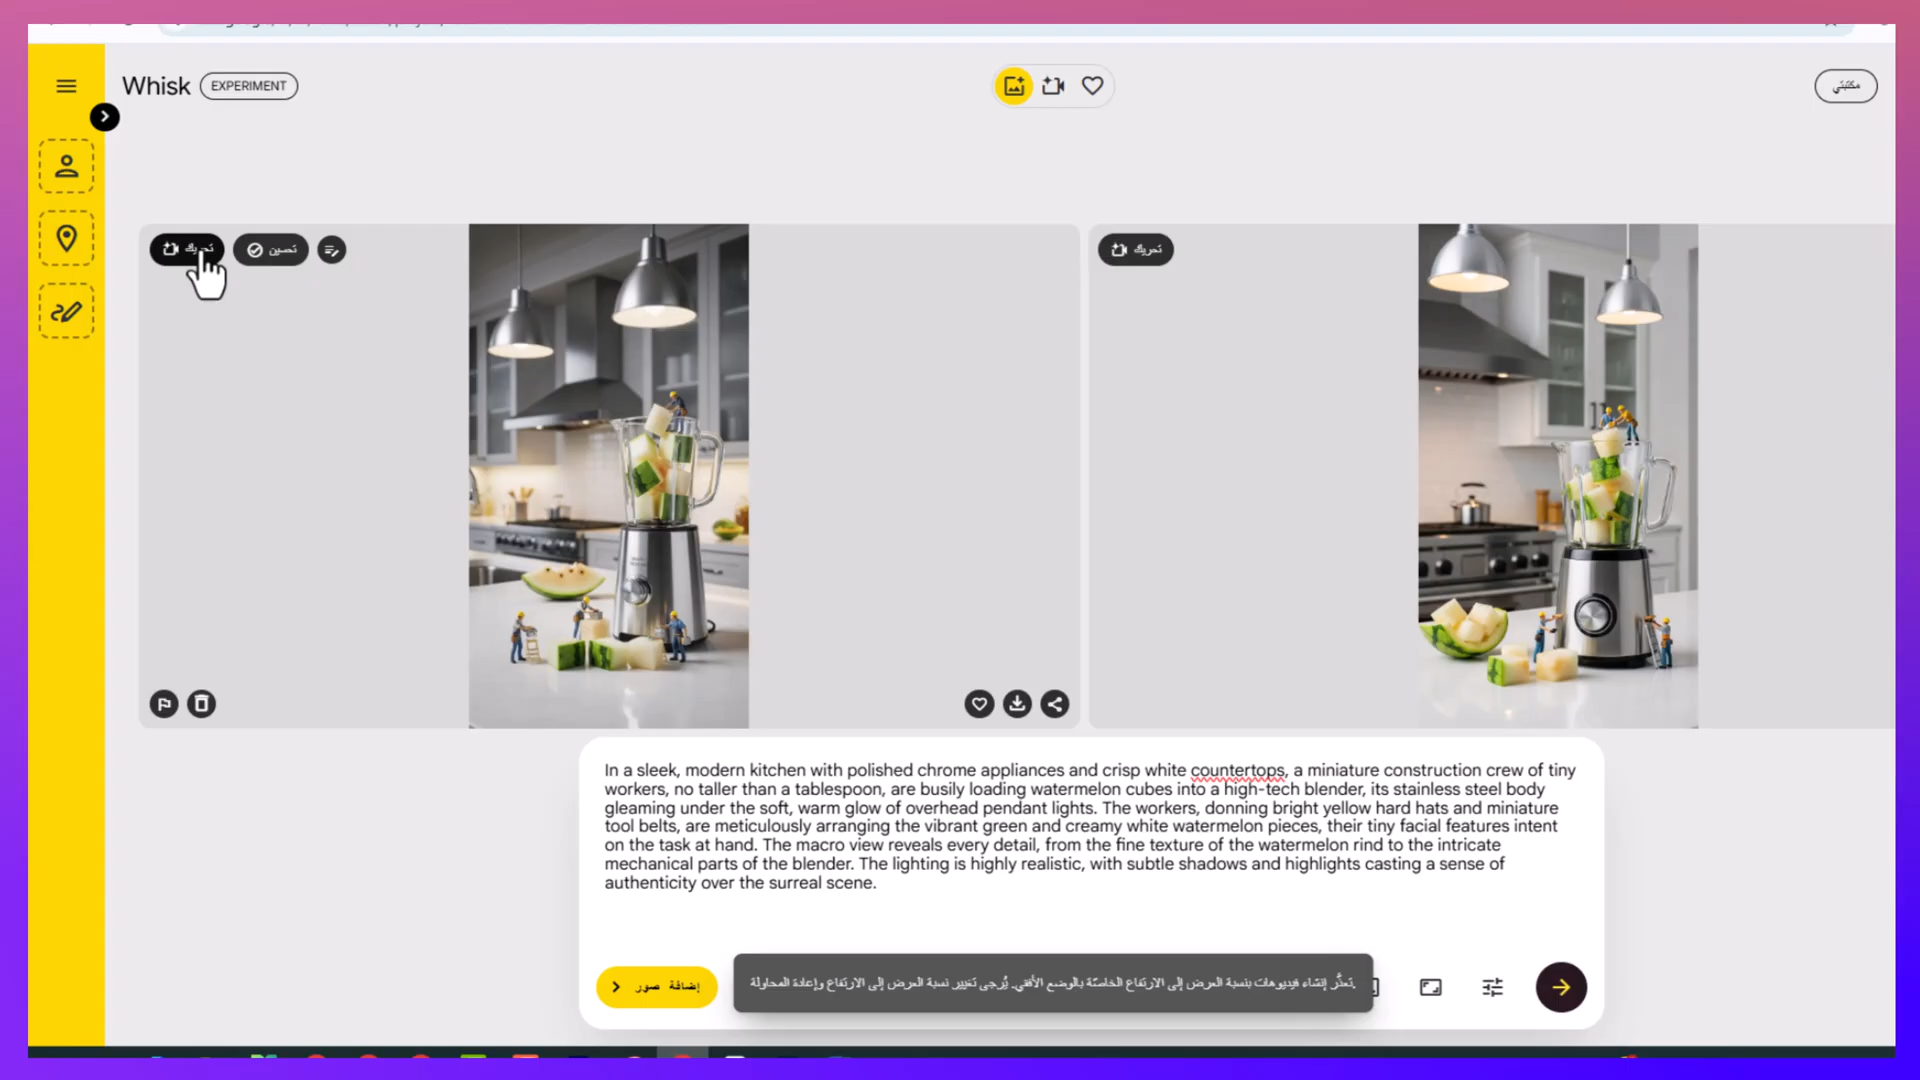 Whisk EXPERIMENT
مكتبتي
تحريك تحسين
تحريك
In a sleek, modern kitchen with polished chrome appliances and crisp white countertops, a miniature construction crew of tiny
workers, no taller than a tablespoon, are busily loading watermelon cubes into a high-tech blender, its stainless steel body
gleaming under the soft, warm glow of overhead pendant lights. The workers, donning bright yellow hard hats and miniature
tool belts, are meticulously arranging the vibrant green and creamy white watermelon pieces, their tiny facial features intent
on the task at hand. The macro view reveals every detail, from the fine texture of the watermelon rind to the intricate
mechanical parts of the blender. The lighting is highly realistic, with subtle shadows and highlights casting a sense of
authenticity over the surreal scene.
إضافة صور
تعذَّر إنشاء فيديوهات بنسبة العرض إلى الارتفاع الخاصّة بالوضع الأفقي. يُرجى تغيير نسبة العرض إلى الارتفاع وإعادة المحاولة.